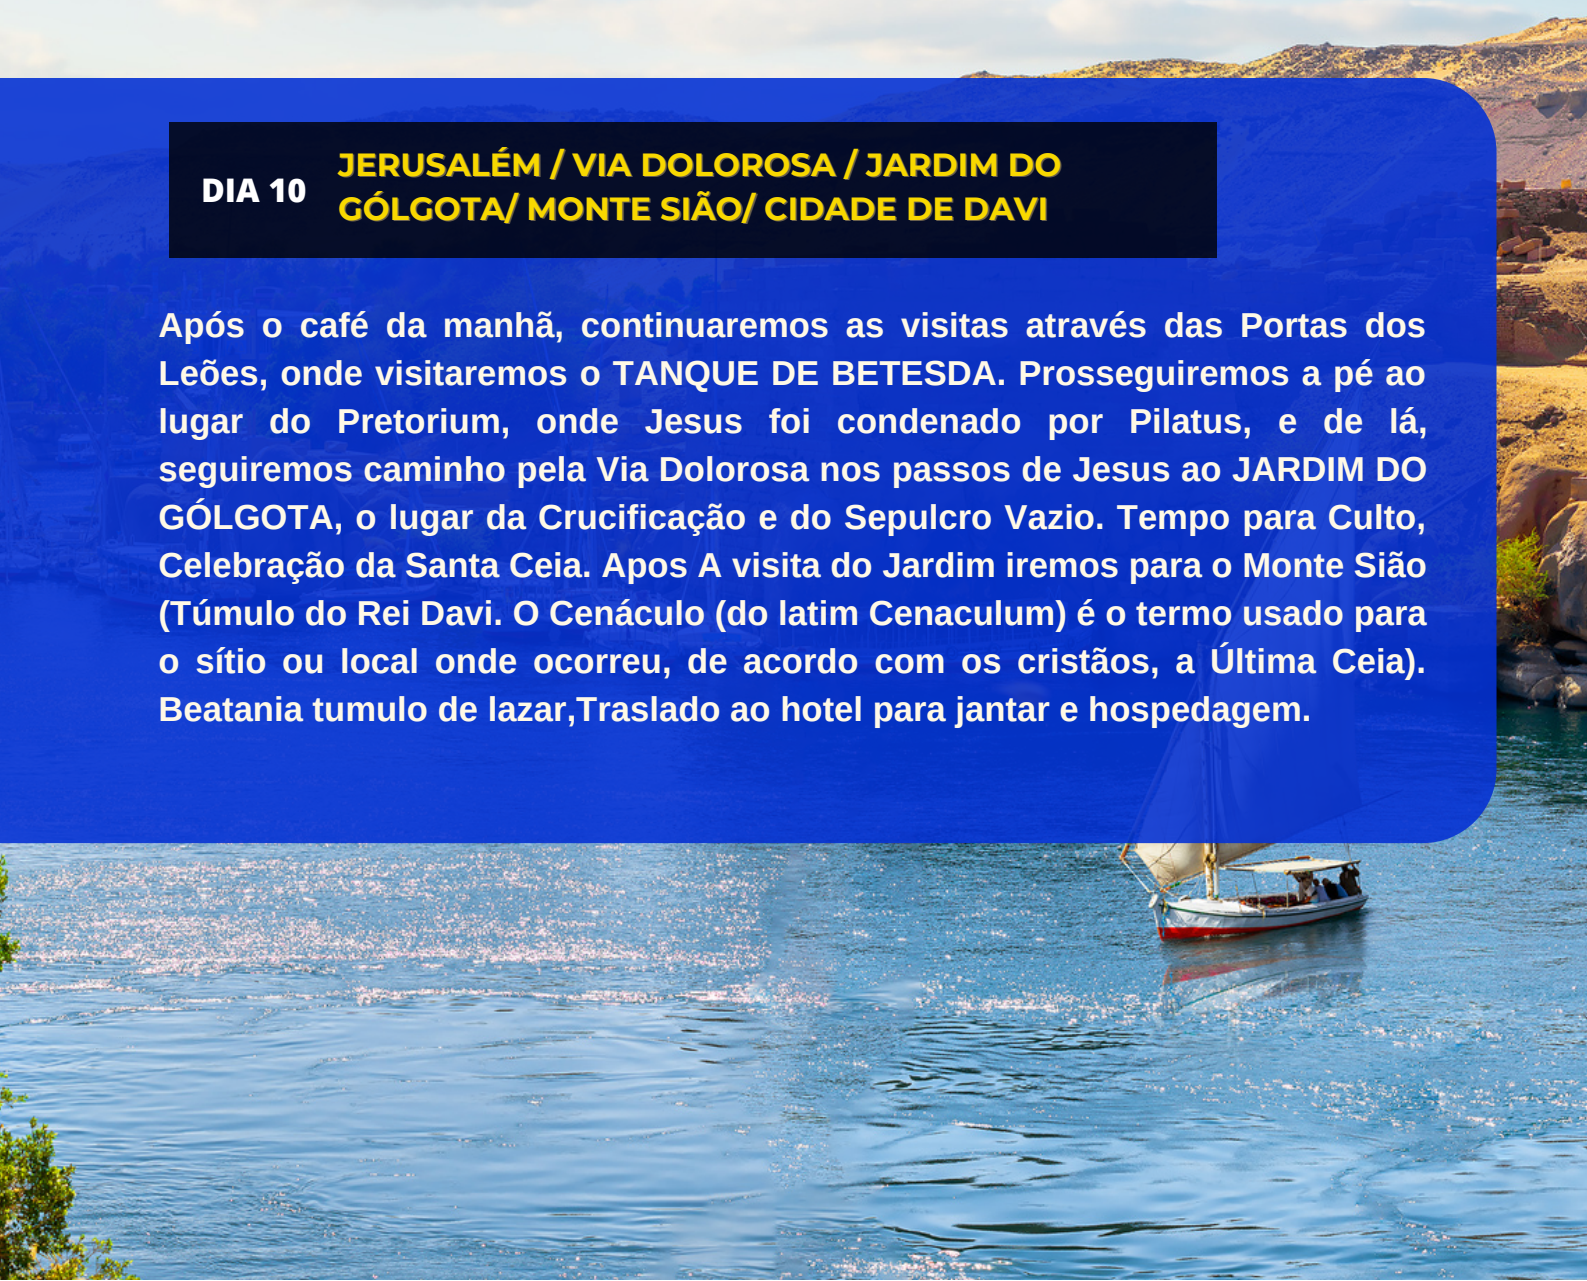 DIA 10
JERUSALÉM / VIA DOLOROSA / JARDIM DO
GÓLGOTA/ MONTE SIÃO/ CIDADE DE DAVI
Após o café da manhã, continuaremos as visitas através das Portas dos
Leões, onde visitaremos o TANQUE DE BETESDA. Prosseguiremos a pé ao
lugar do Pretorium, onde Jesus foi condenado por Pilatus, e de lá,
seguiremos caminho pela Via Dolorosa nos passos de Jesus ao JARDIM DO
GÓLGOTA, o lugar da Crucificação e do Sepulcro Vazio. Tempo para Culto,
Celebração da Santa Ceia. Apos A visita do Jardim iremos para o Monte Sião
(Túmulo do Rei Davi. O Cenáculo (do latim Cenaculum) é o termo usado para
o sítio ou local onde ocorreu, de acordo com os cristãos, a Última Ceia).
Beatania tumulo de lazar,Traslado ao hotel para jantar e hospedagem.